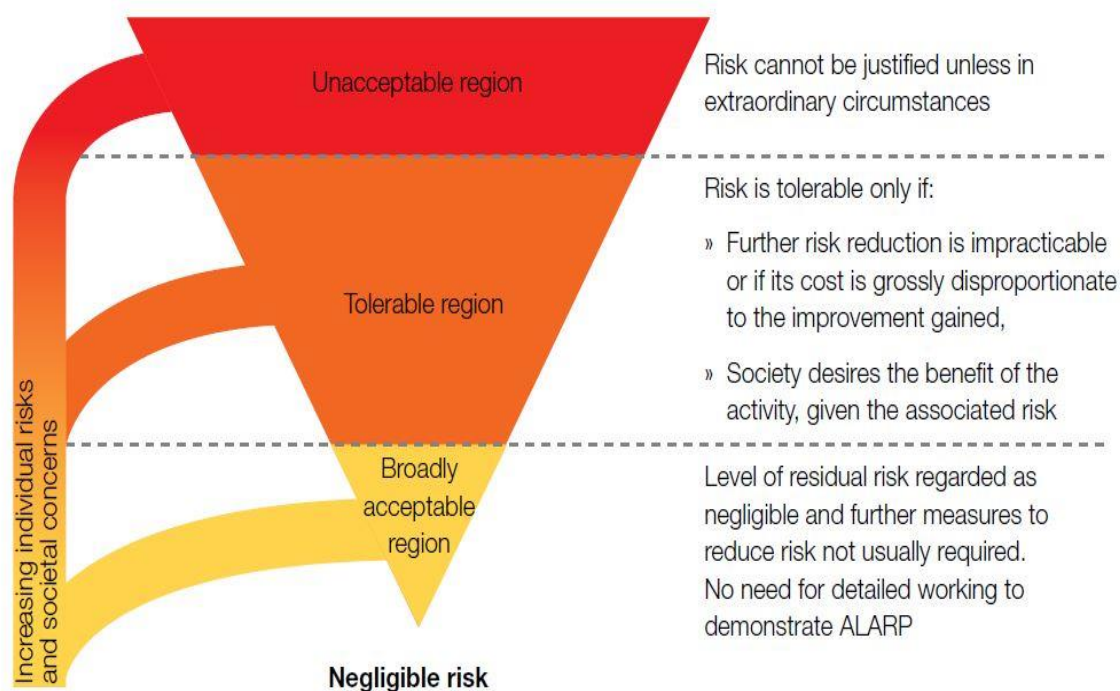 Unacceptable region
Risk cannot be justified unless in
extraordinary circumstances
Risk is tolerable only if:
» Further risk reduction is impracticable
or if its cost is grossly disproportionate
to the improvement gained,
» Society desires the benefit of the
activity, given the associated risk
Tolerable region
Broadly
acceptable
region
Level of residual risk regarded as
negligible and further measures to
reduce risk not usually required.
No need for detailed working to
demonstrate ALARP
Increasing individual risks
and societal concerns
Negligible risk